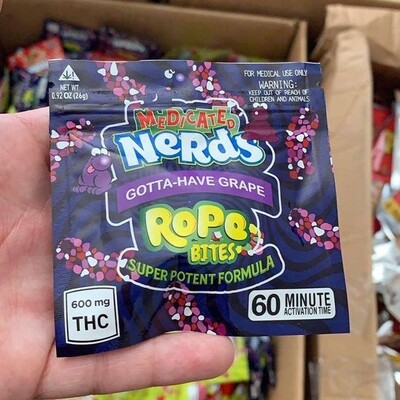 NET WT
0.92 OZ (26g)
FOR MEDICAL USE ONLY
WARNING:
KEEP OUT OF REACH OF
CHILDREN AND ANIMALS
MEDICATED
NERDS
GOTTA-HAVE GRAPE
ROPE
BITES
SUPER POTENT FORMULA
600 mg
THC
60 MINUTE
ACTIVATION TIME